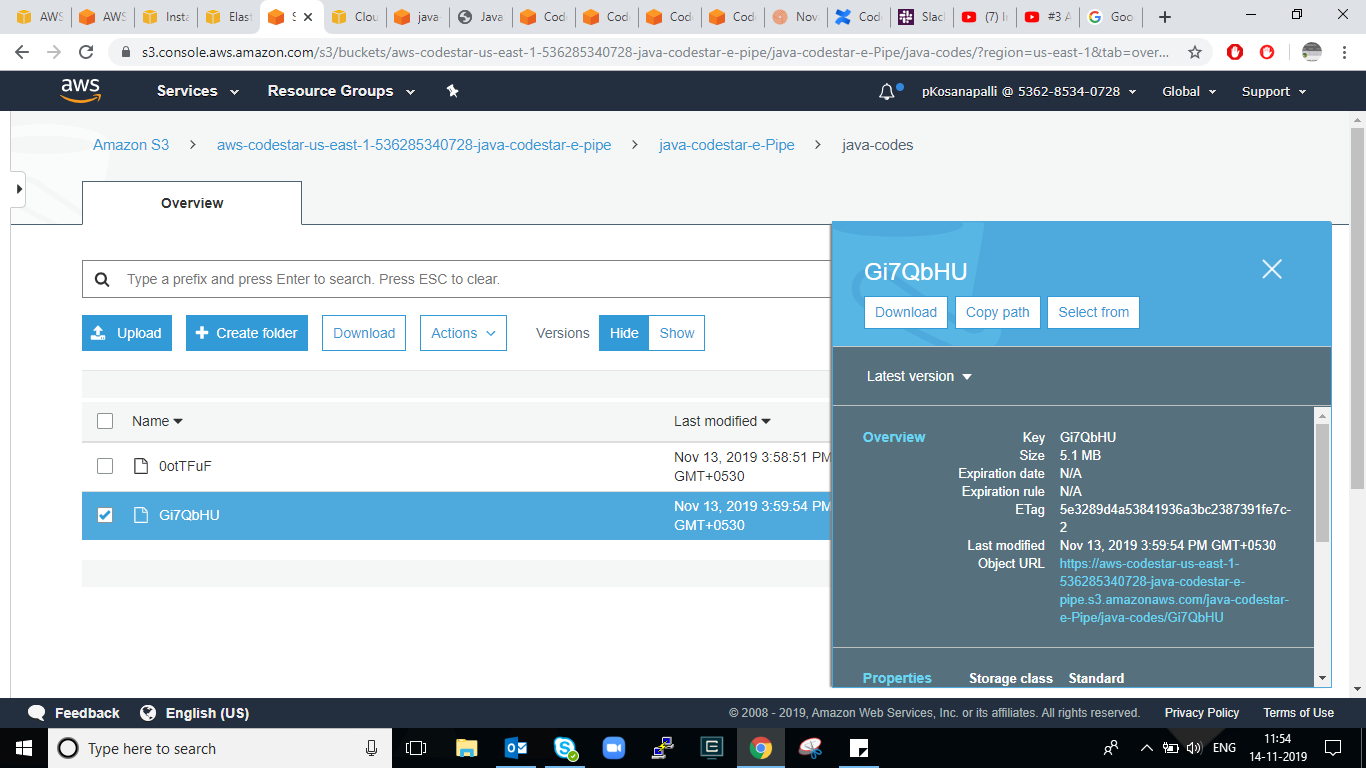 AWS
AWS
Insta
Elast
S
Clou
java-
Java
Cod
Cod
Cod
Cod
Nov
Cod
Slac
(7) I
#3 A
Goo
s3.console.aws.amazon.com/s3/buckets/aws-codestar-us-east-1-536285340728-java-codestar-e-pipe/java-codestar-e-Pipe/java-codes/?region=us-east-1&tab=over...
aws
Services
Resource Groups
pKosanapalli @ 5362-8534-0728
Global
Support
Amazon S3 > aws-codestar-us-east-1-536285340728-java-codestar-e-pipe > java-codestar-e-Pipe > java-codes
Overview
Type a prefix and press Enter to search. Press ESC to clear.
Upload
+ Create folder
Download
Actions
Versions
Hide
Show
Name
Last modified
0otTFuF
Nov 13, 2019 3:58:51 PM
GMT+0530
Gi7QbHU
Nov 13, 2019 3:59:54 PM
GMT+0530
Gi7QbHU
Download
Copy path
Select from
Latest version
Overview
Key Gi7QbHU
Size 5.1 MB
Expiration date N/A
Expiration rule N/A
ETag 5e3289d4a53841936a3bc2387391fe7c-
2
Last modified Nov 13, 2019 3:59:54 PM GMT+0530
Object URL https://aws-codestar-us-east-1-
536285340728-java-codestar-e-
pipe.s3.amazonaws.com/java-codestar-
e-Pipe/java-codes/Gi7QbHU
Properties
Storage class Standard
Feedback
English (US)
© 2008 - 2019, Amazon Web Services, Inc. or its affiliates. All rights reserved.
Privacy Policy
Terms of Use
Type here to search
ENG
11:54
14-11-2019